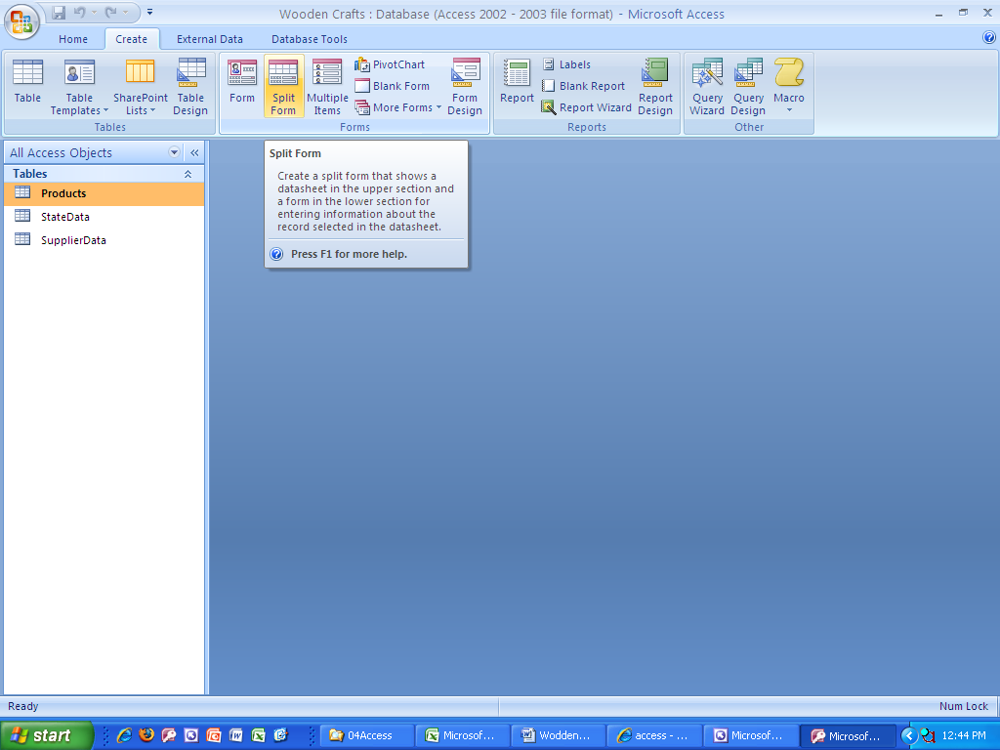 Wooden Crafts : Database (Access 2002 - 2003 file format) - Microsoft Access
Home Create External Data Database Tools
Table
Table Templates
SharePoint Lists
Table Design
Tables
Form
Split Form
Multiple Items
PivotChart
Blank Form
More Forms
Form Design
Forms
Report
Labels
Blank Report
Report Wizard
Report Design
Reports
Query Wizard
Query Design
Macro
Other
All Access Objects
Tables
Products
StateData
SupplierData
Split Form
Create a split form that shows a
datasheet in the upper section and
a form in the lower section for
entering information about the
record selected in the datasheet.
Press F1 for more help.
Ready
Num Lock
start
04Access
Microsof...
Wodden...
access - ...
Microsof...
Microsof...
12:44 PM